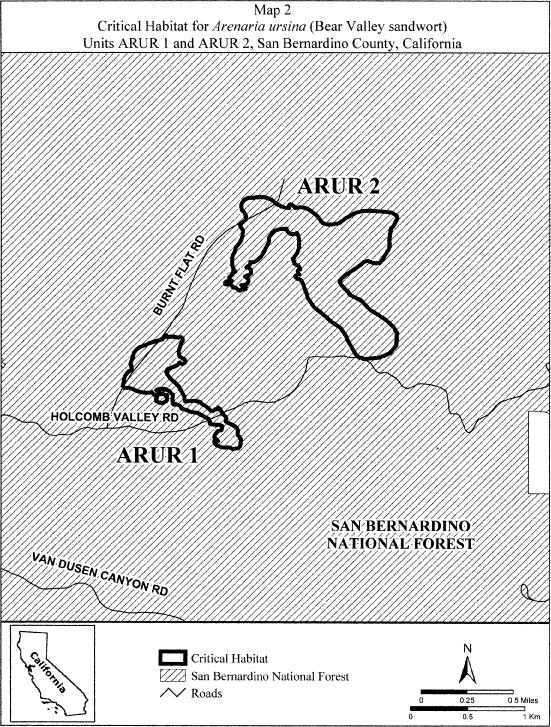 Map 2
Critical Habitat for Arenaria ursina (Bear Valley sandwort)
Units ARUR 1 and ARUR 2, San Bernardino County, California
ARUR 2
BURNT FLAT RD
HOLCOMB VALLEY RD
ARUR 1
SAN BERNARDINO
NATIONAL FOREST
VAN DUSEN CANYON RD
California
Critical Habitat
San Bernardino National Forest
Roads
N
0 0.25 0.5 Miles
0 0.5 1 Km